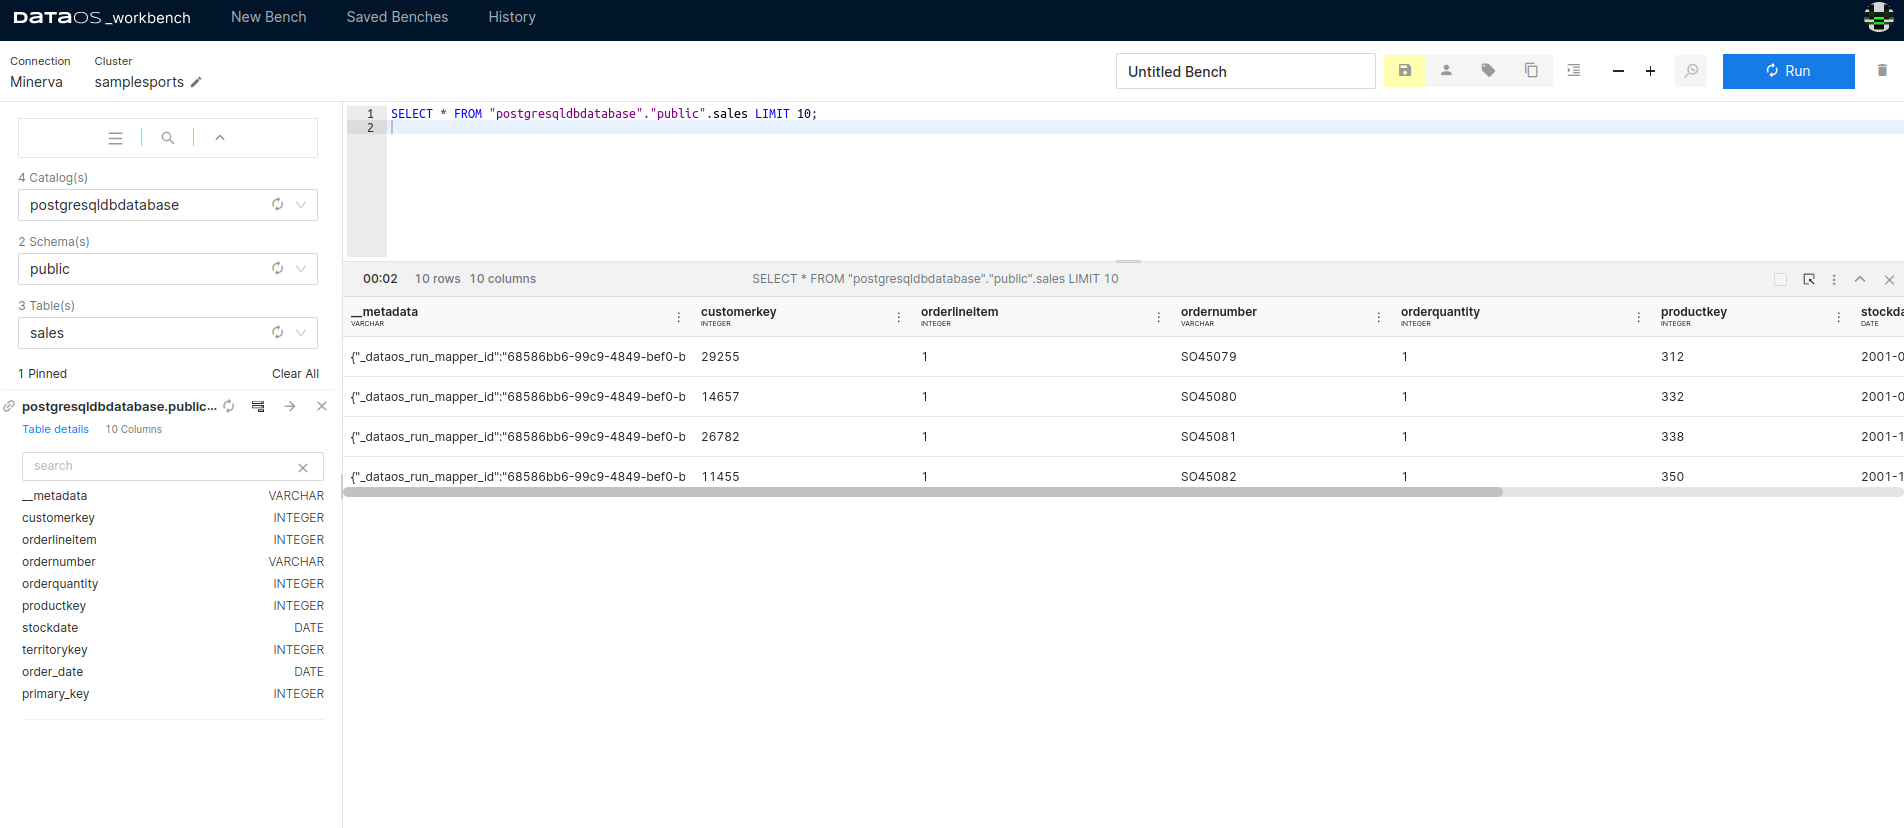 DATAOS _workbench New Bench Saved Benches History
Connection Cluster
Minerva samplesports
Untitled Bench
Run
1 SELECT * FROM "postgresqldbdatabase"."public".sales LIMIT 10;
2
4 Catalog(s)
postgresqldbdatabase
2 Schema(s)
public
3 Table(s)
sales
1 Pinned Clear All
postgresqldbdatabase.public...
Table details 10 Columns
search
__metadata VARCHAR
customerkey INTEGER
orderlineitem INTEGER
ordernumber VARCHAR
orderquantity INTEGER
productkey INTEGER
stockdate DATE
territorykey INTEGER
order_date DATE
primary_key INTEGER
00:02 10 rows 10 columns SELECT * FROM "postgresqldbdatabase"."public".sales LIMIT 10
__metadata customerkey orderlineitem ordernumber orderquantity productkey stockda
VARCHAR INTEGER INTEGER VARCHAR INTEGER INTEGER DATE
{"_dataos_run_mapper_id":"68586bb6-99c9-4849-bef0-b 29255 1 SO45079 1 312 2001-0
{"_dataos_run_mapper_id":"68586bb6-99c9-4849-bef0-b 14657 1 SO45080 1 332 2001-0
{"_dataos_run_mapper_id":"68586bb6-99c9-4849-bef0-b 26782 1 SO45081 1 338 2001-1
{"_dataos_run_mapper_id":"68586bb6-99c9-4849-bef0-b 11455 1 SO45082 1 350 2001-1